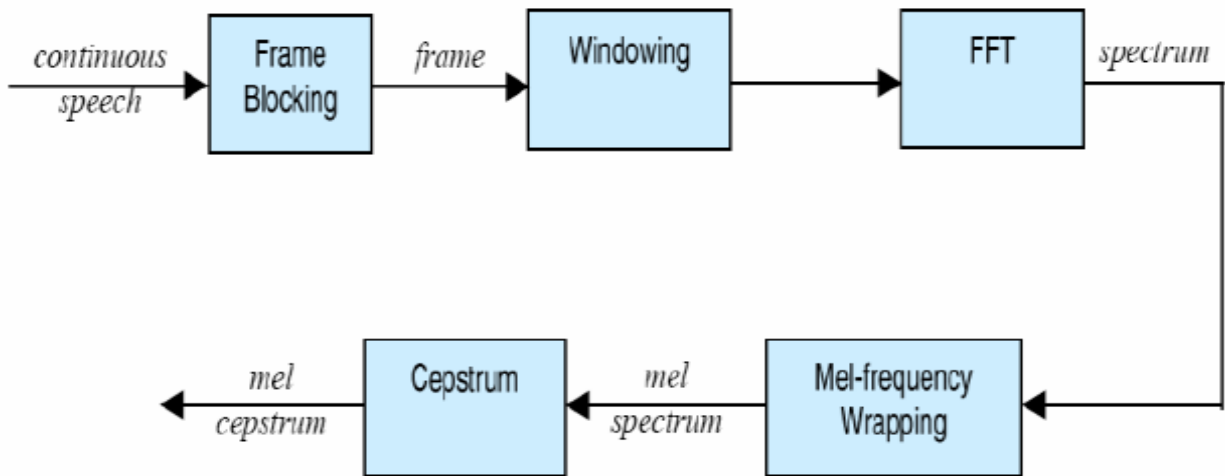 continuous
speech
Frame
Blocking
frame
Windowing
FFT
spectrum
Mel-frequency
Wrapping
mel
spectrum
Cepstrum
mel
cepstrum